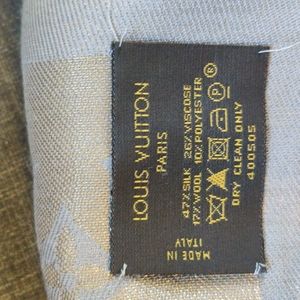 LOUIS VUITTON
PARIS
47%SILK 26%VISCOSE
17%WOOL 10%POLYESTER
P
DRY CLEAN ONLY
400505
MADE IN
ITALY